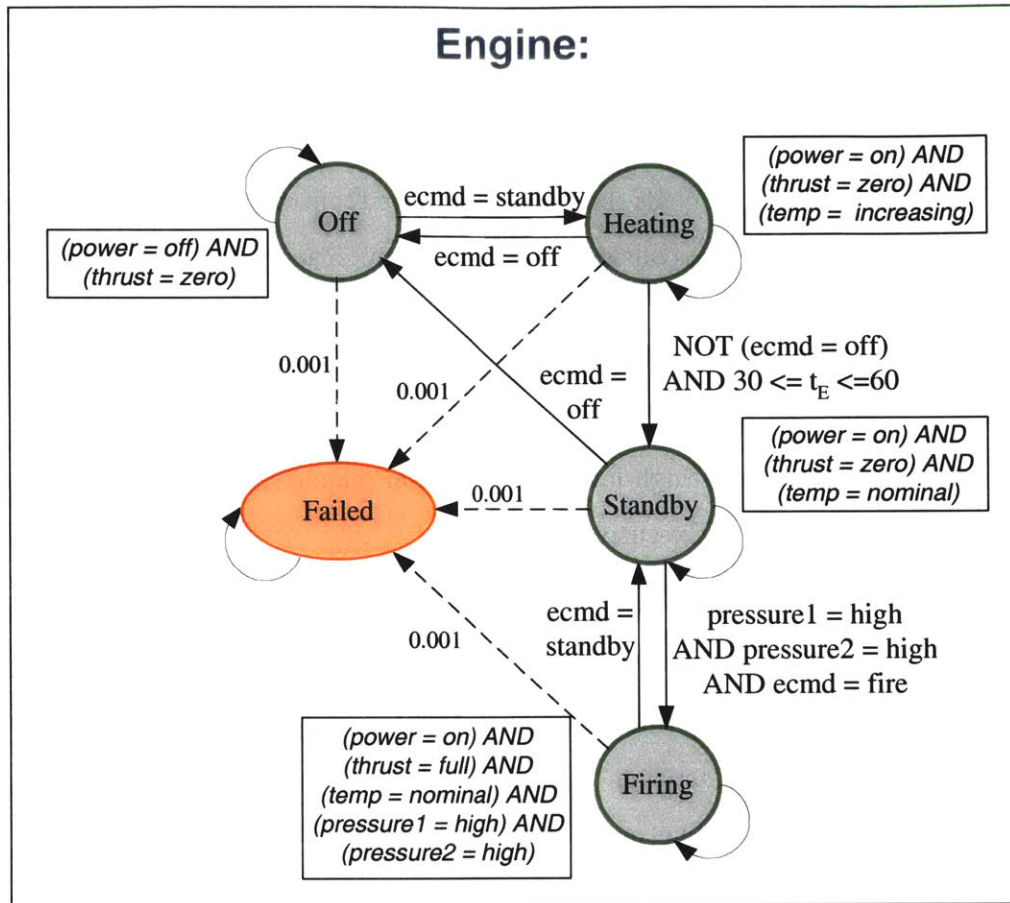 Engine:
Off
ecmd = standby
Heating
(power = on) AND
(thrust = zero) AND
(temp =  increasing)
(power = off) AND
(thrust = zero)
ecmd = off
0.001
0.001
ecmd =
off
NOT (ecmd = off)
AND 30 <= tE <=60
(power = on) AND
(thrust = zero) AND
(temp = nominal)
Failed
0.001
Standby
0.001
ecmd =
standby
pressure1 = high
AND pressure2 = high
AND ecmd = fire
(power = on) AND
(thrust = full) AND
(temp = nominal) AND
(pressure1 = high) AND
(pressure2 = high)
Firing